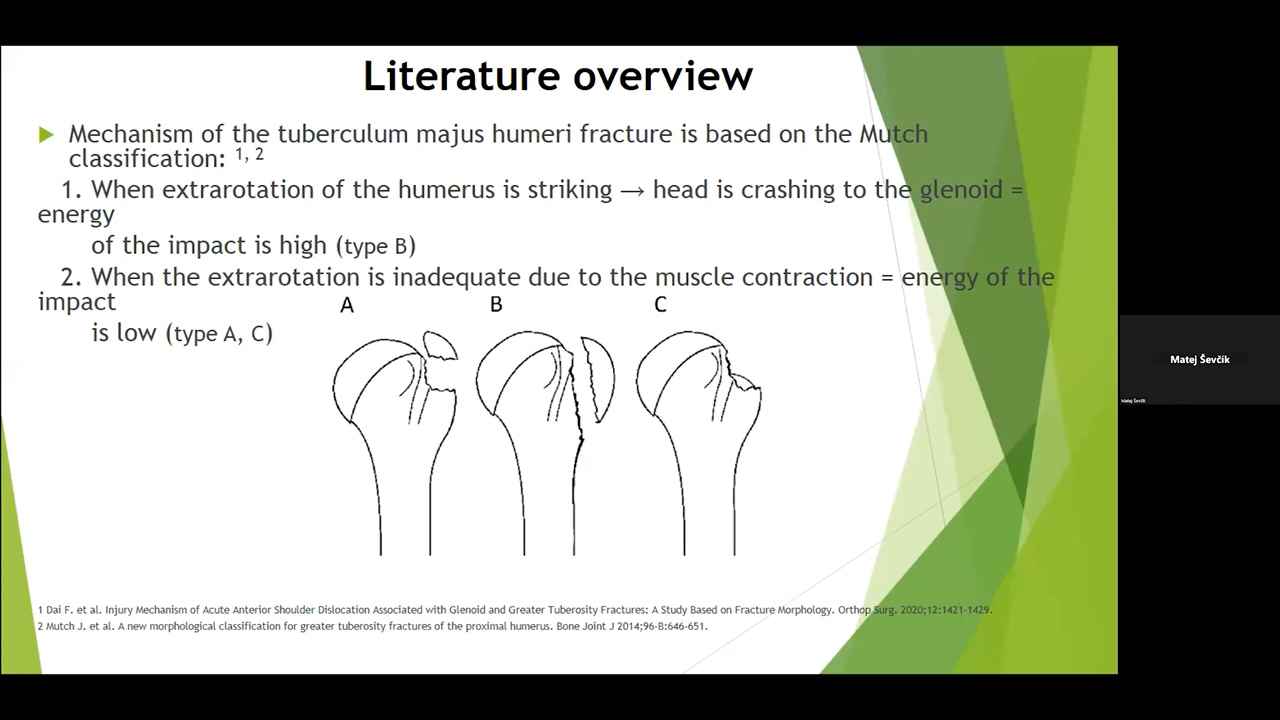 Literature overview
Mechanism of the tuberculum majus humeri fracture is based on the Mutch
classification: 1, 2
1. When extrarotation of the humerus is striking → head is crashing to the glenoid =
energy
of the impact is high (type B)
2. When the extrarotation is inadequate due to the muscle contraction = energy of the
impact
is low (type A, C)
A B C
1 Dai F. et al. Injury Mechanism of Acute Anterior Shoulder Dislocation Associated with Glenoid and Greater Tuberosity Fractures: A Study Based on Fracture Morphology. Orthop Surg. 2020;12:1421-1429.
2 Mutch J. et al. A new morphological classification for greater tuberosity fractures of the proximal humerus. Bone Joint J 2014;96-B:646-651.
Matej Ševčík
Matej Ševčík